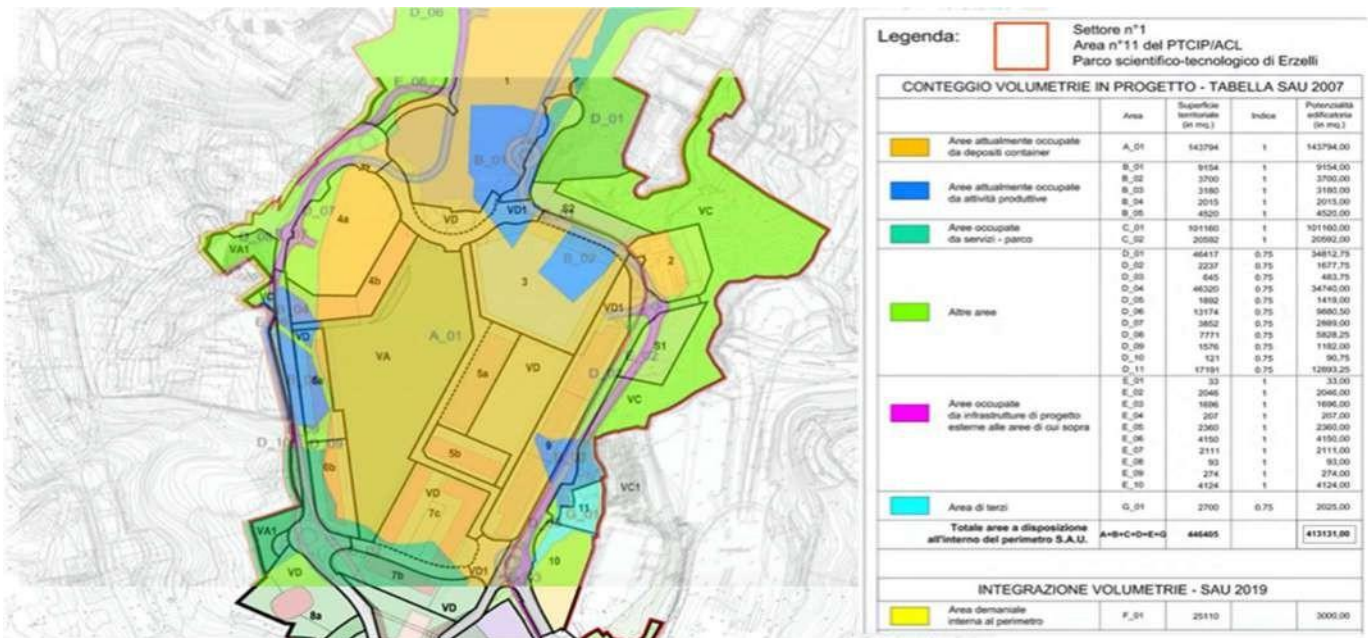 D_06
E_06
1
D_01
B_01
VD1
S2
VC
VD
4a
VA1
4b
B_02
3
2
VD1
VD
A_01
VA
E_02
S1
5a
VD
VC
6b
5b
9
VC1
VD
7c
11
G_01
VA1
VD
7b
VD1
10
VD
8a
Legenda:
Settore n°1
Area n°11 del PTCIP/ACL
Parco scientifico-tecnologico di Erzelli
CONTEGGIO VOLUMETRIE IN PROGETTO - TABELLA SAU 2007
Area Superficie territoriale (in mq.) Indice Potenzialità edificatoria (in mq.)
Aree attualmente occupate da depositi container
A_01 143794 1 143794,00
Aree attualmente occupate da attività produttive
B_01 9154 1 9154,00
B_02 3700 1 3700,00
B_03 3180 1 3180,00
B_04 2015 1 2015,00
B_05 4520 1 4520,00
Aree occupate da servizi - parco
C_01 101160 1 101160,00
C_02 20592 1 20592,00
Altre aree
D_01 46417 0.75 34812,75
D_02 2237 0.75 1677,75
D_03 645 0.75 483,75
D_04 46320 0.75 34740,00
D_05 1892 0.75 1419,00
D_06 13174 0.75 9880,50
D_07 3852 0.75 2889,00
D_08 7771 0.75 5828,25
D_09 1576 0.75 1182,00
D_10 121 0.75 90,75
D_11 17191 0.75 12893,25
Aree occupate da infrastrutture di progetto esterne alle aree di cui sopra
E_01 33 1 33,00
E_02 2046 1 2046,00
E_03 1696 1 1696,00
E_04 207 1 207,00
E_05 2360 1 2360,00
E_06 4150 1 4150,00
E_07 2111 1 2111,00
E_08 93 1 93,00
E_09 274 1 274,00
E_10 4124 1 4124,00
Area di terzi
G_01 2700 0.75 2025,00
Totale aree a disposizione all'interno del perimetro S.A.U.
A+B+C+D+E+G 446405 413131,00
INTEGRAZIONE VOLUMETRIE - SAU 2019
Area demaniale interna al perimetro
F_01 25110 3000,00